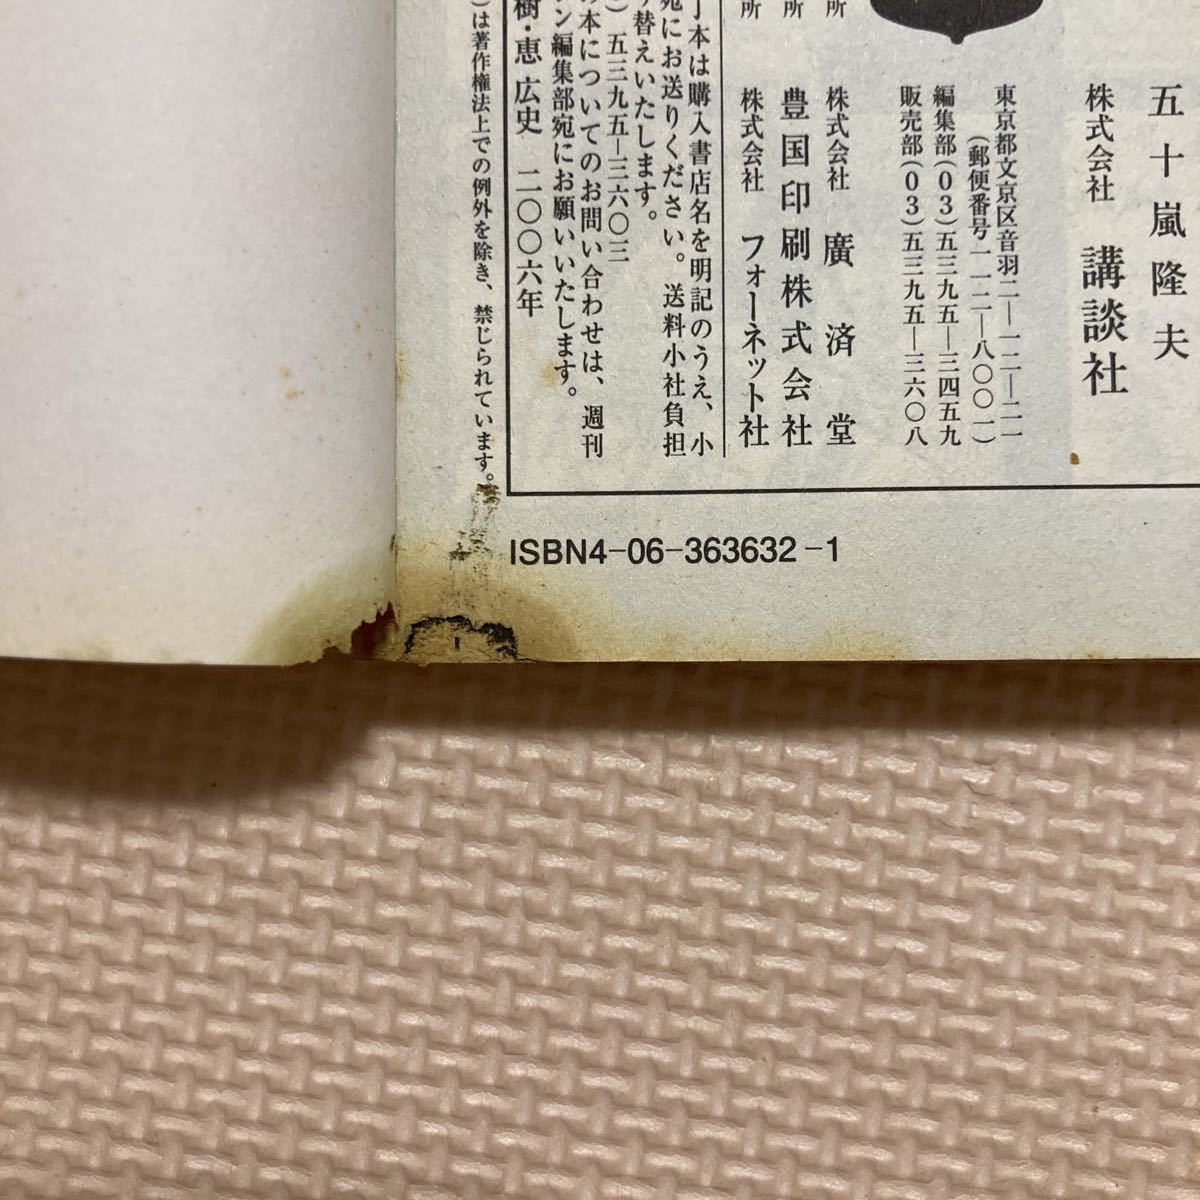 五十嵐隆夫
株式会社 講談社
東京都文京区音羽二—一二—二一
(郵便番号一一二—八〇〇一)
編集部(03)五三九五—三四五九
販売部(03)五三九五—三六〇八
所 株式会社 廣済堂
所 豊国印刷株式会社
所 株式会社 フォーネット社
本は購入書店名を明記のうえ、小
宛にお送りください。送料小社負担
替えいたします。
五三九五—三六〇三
本についてのお問い合わせは、週刊
ン編集部宛にお願いいたします。
樹・恵 広史 二〇〇六年
は著作権法上での例外を除き、禁じられています。
ISBN4-06-363632-1